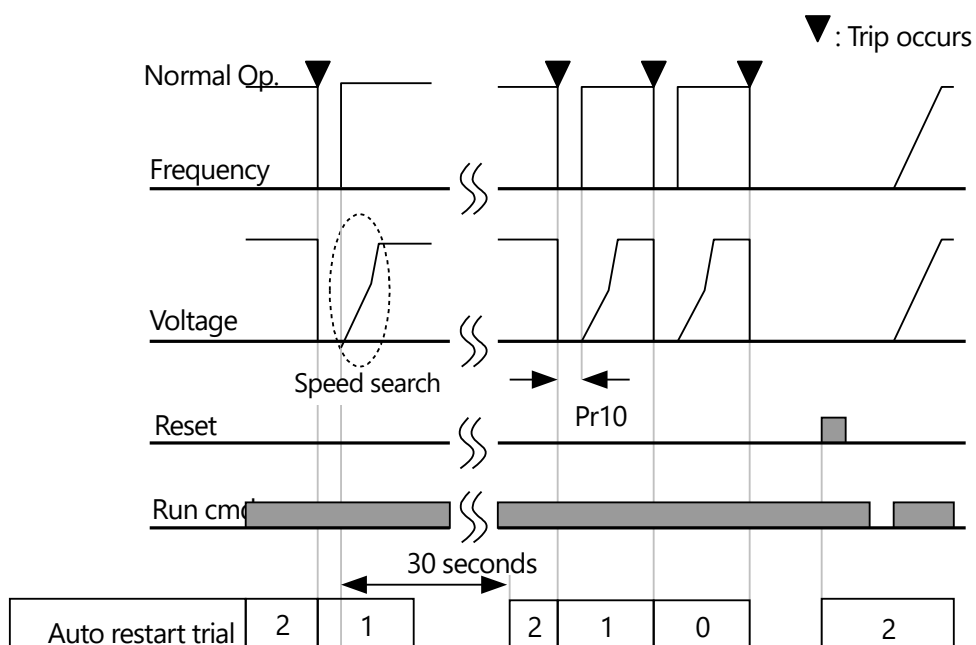 ▼: Trip occurs
Normal Op.
Frequency
Voltage
Speed search
Pr10
Reset
Run cmd
30 seconds
Auto restart trial 2 1 2 1 0 2